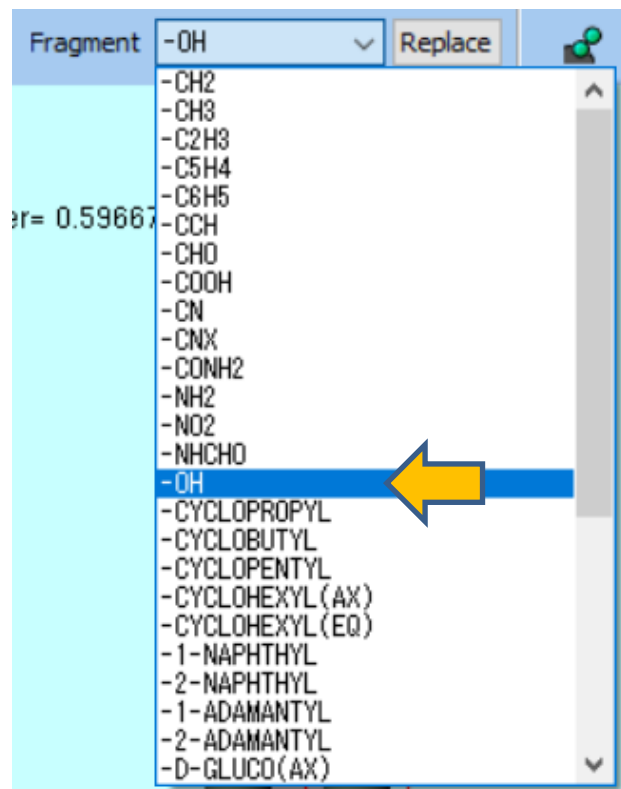 Fragment -OH Replace
-CH2
-CH3
-C2H3
-C5H4
-C6H5
er= 0.59667
-CCH
-CHO
-COOH
-CN
-CNX
-CONH2
-NH2
-NO2
-NHCHO
-OH
-CYCLOPROPYL
-CYCLOBUTYL
-CYCLOPENTYL
-CYCLOHEXYL(AX)
-CYCLOHEXYL(EQ)
-1-NAPHTHYL
-2-NAPHTHYL
-1-ADAMANTYL
-2-ADAMANTYL
-D-GLUCO(AX)